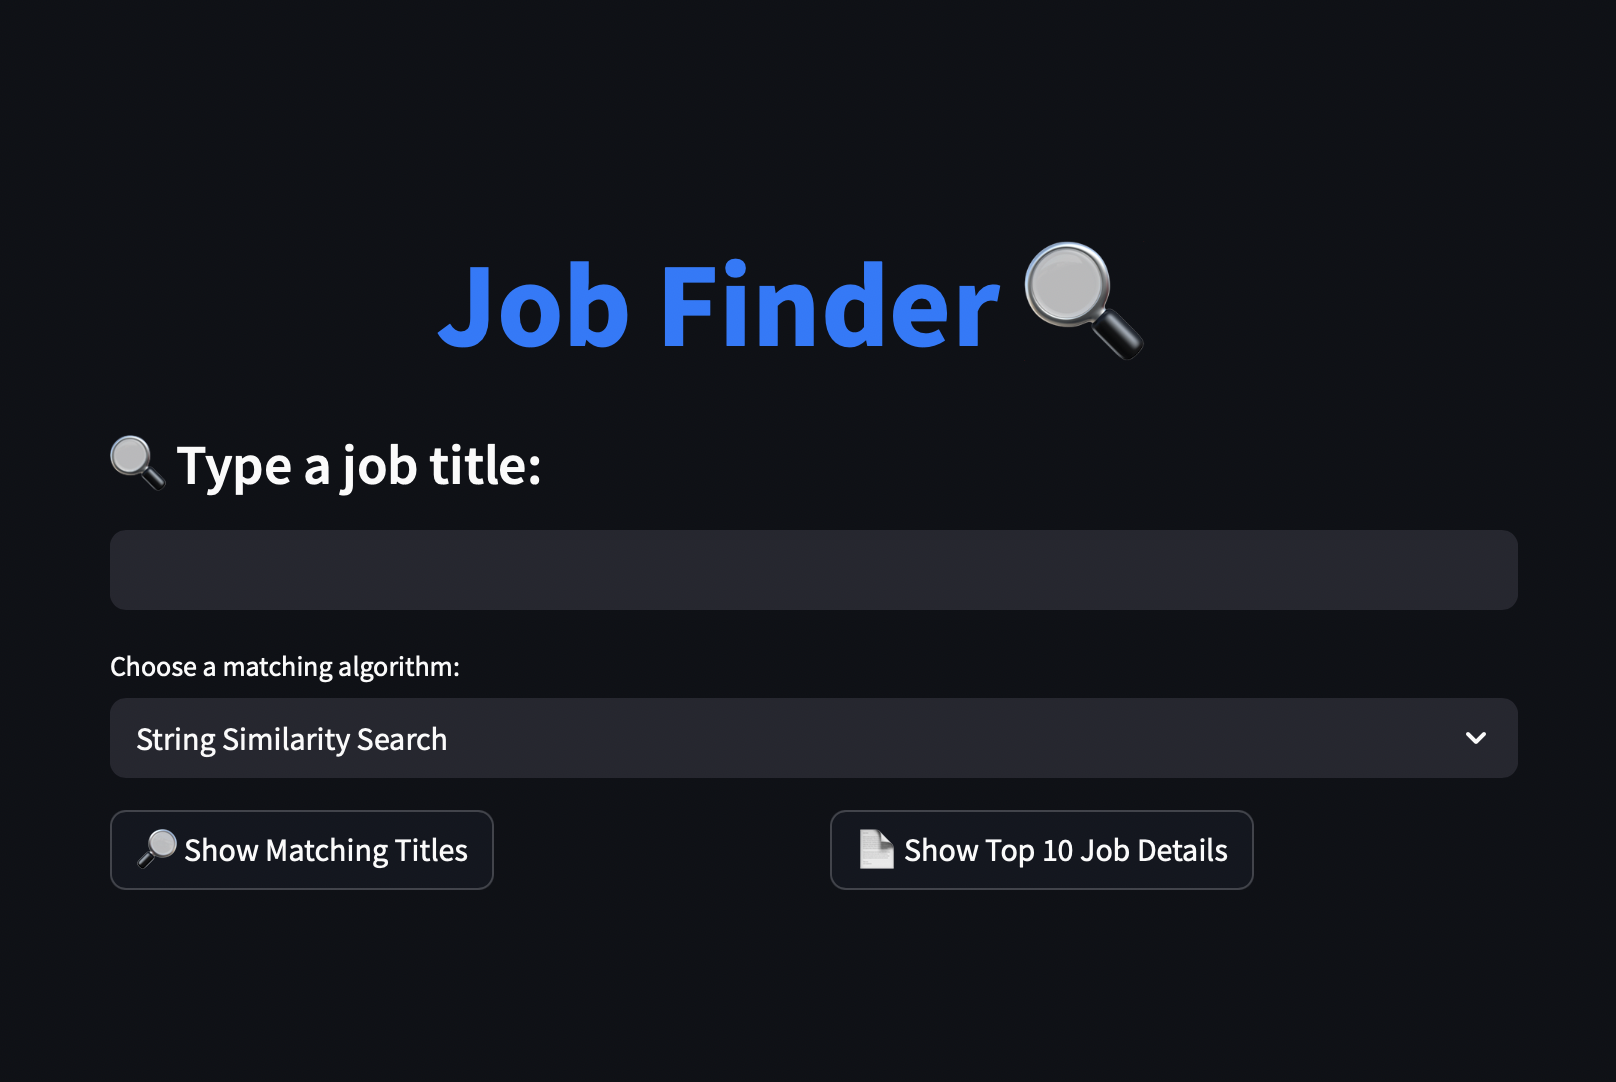 Job Finder
Type a job title:
Choose a matching algorithm:
String Similarity Search
Show Matching Titles
Show Top 10 Job Details